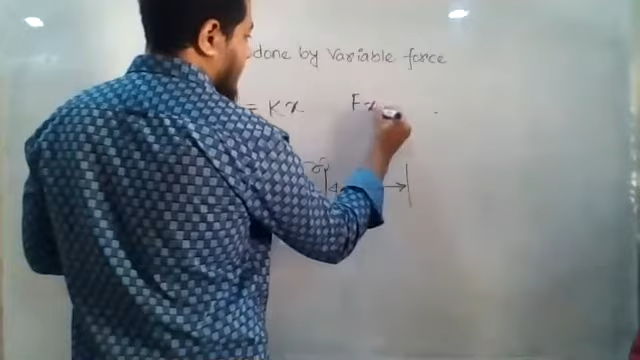 done by Variable force
= Kx Fx